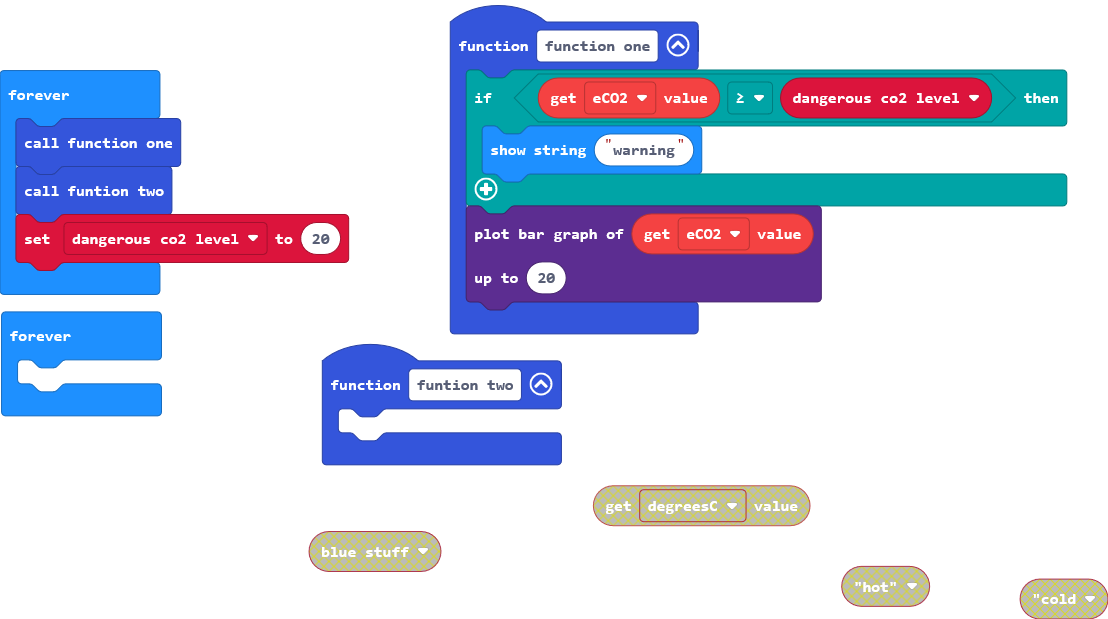 forever
call function one
call funtion two
set dangerous co2 level to 20
forever
function function one
if get eCO2 value ≥ dangerous co2 level then
show string "warning"
plot bar graph of get eCO2 value
up to 20
function funtion two
get degreesC value
blue stuff
"hot"
"cold